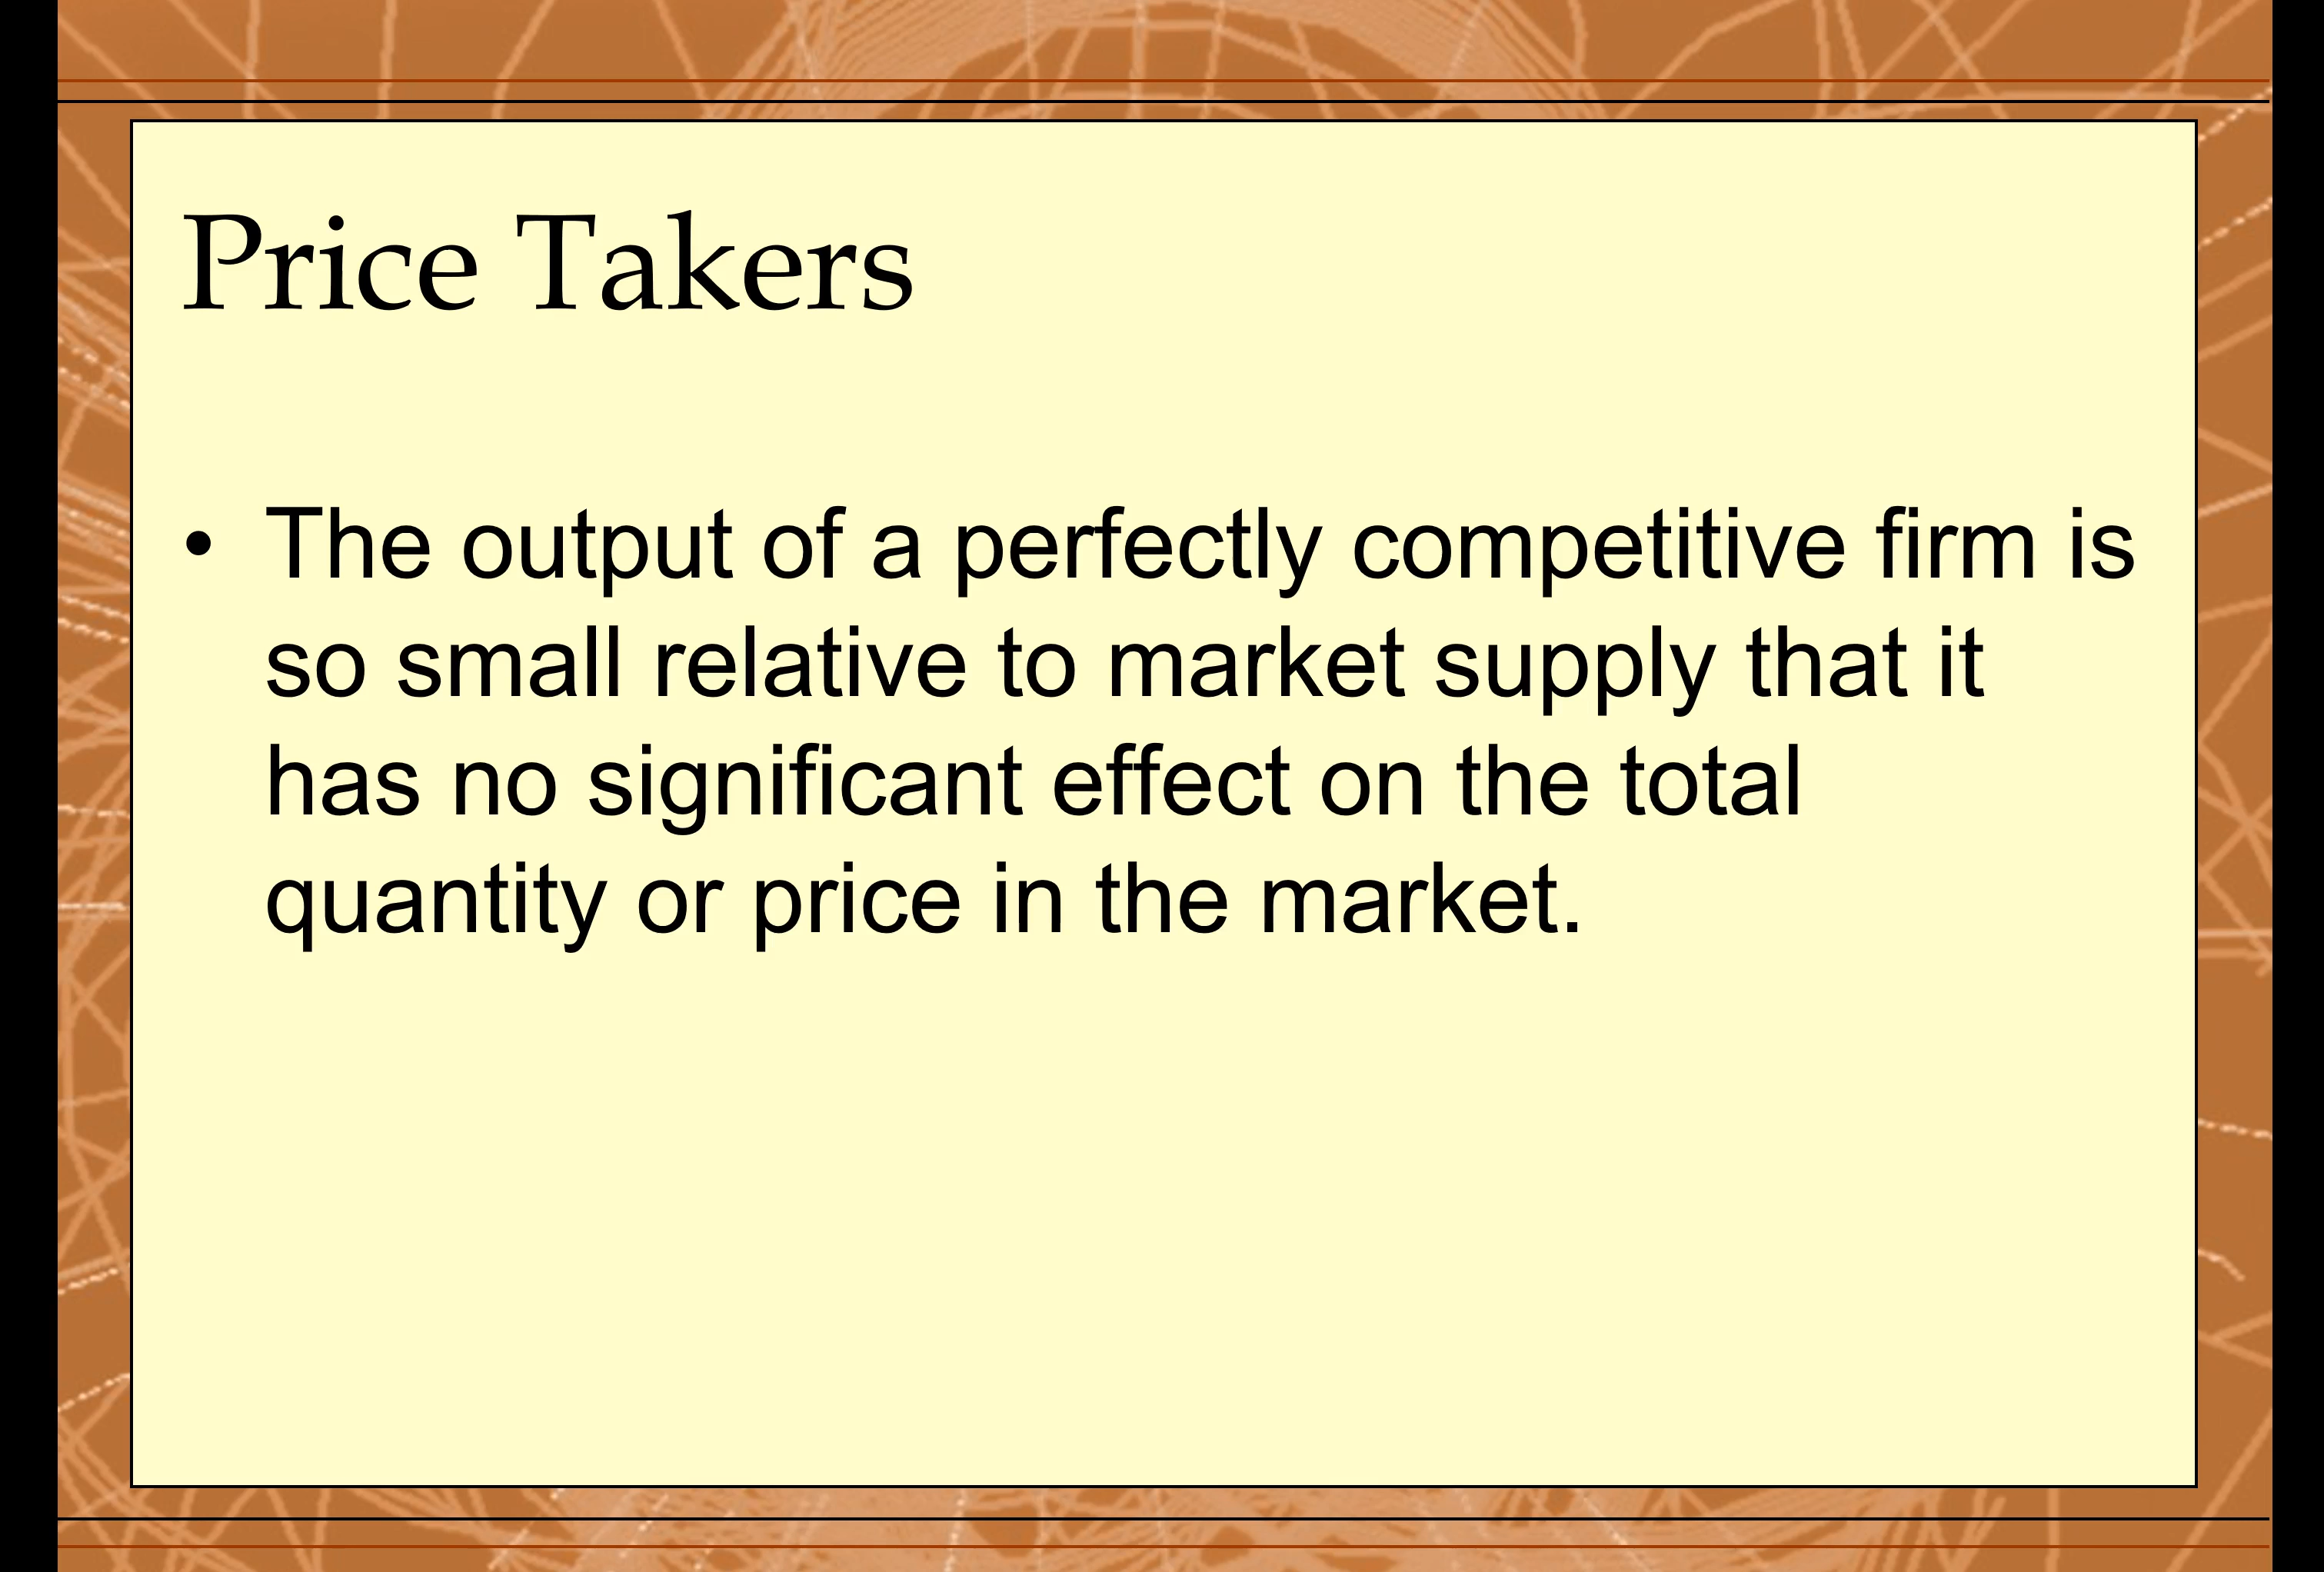 Price Takers
• The output of a perfectly competitive firm is
so small relative to market supply that it
has no significant effect on the total
quantity or price in the market.